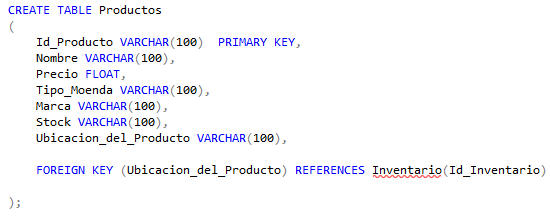 CREATE TABLE Productos
(
Id_Producto VARCHAR(100)  PRIMARY KEY,
Nombre VARCHAR(100),
Precio FLOAT,
Tipo_Moenda VARCHAR(100),
Marca VARCHAR(100),
Stock VARCHAR(100),
Ubicacion_del_Producto VARCHAR(100),
FOREIGN KEY (Ubicacion_del_Producto) REFERENCES Inventario(Id_Inventario)
);